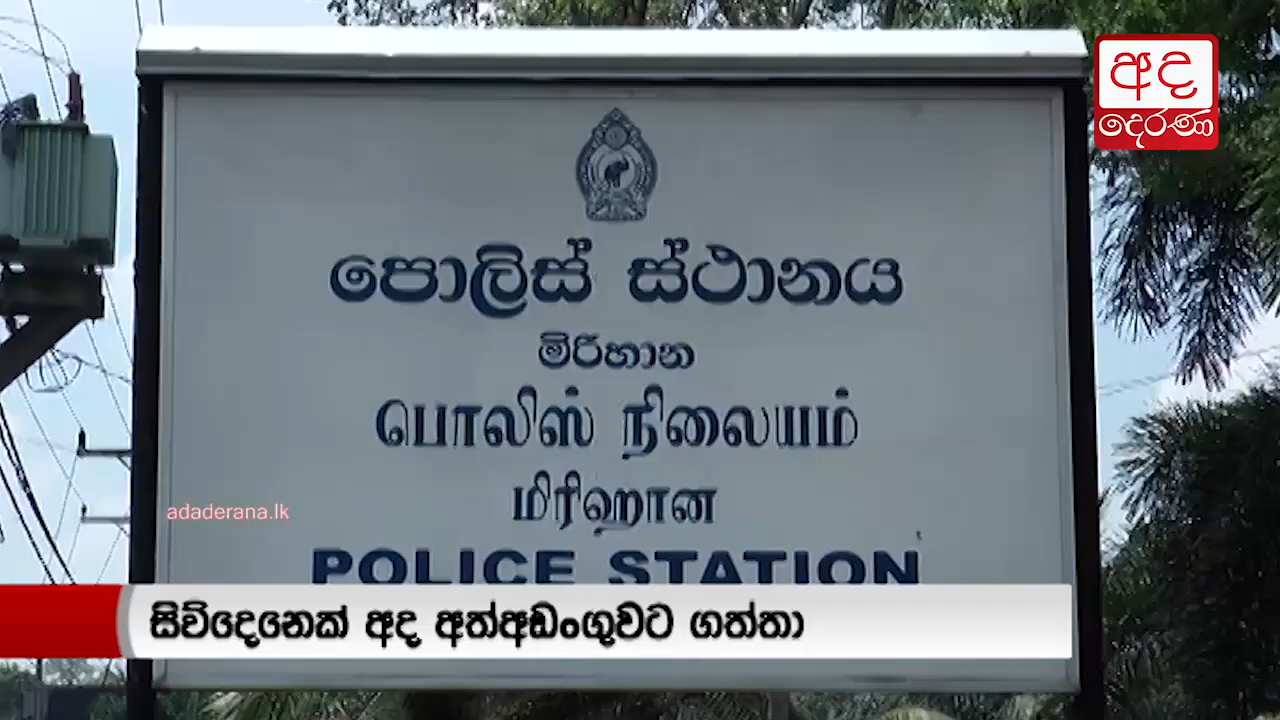 අද
දෙරණ
පොලිස් ස්ථානය
මිරිහාන
பொலிஸ் நிலையம்
மிரிஹான
adaderana.lk
POLICE STATION
සිව්දෙනෙක් අද අත්අඩංගුවට ගත්තා